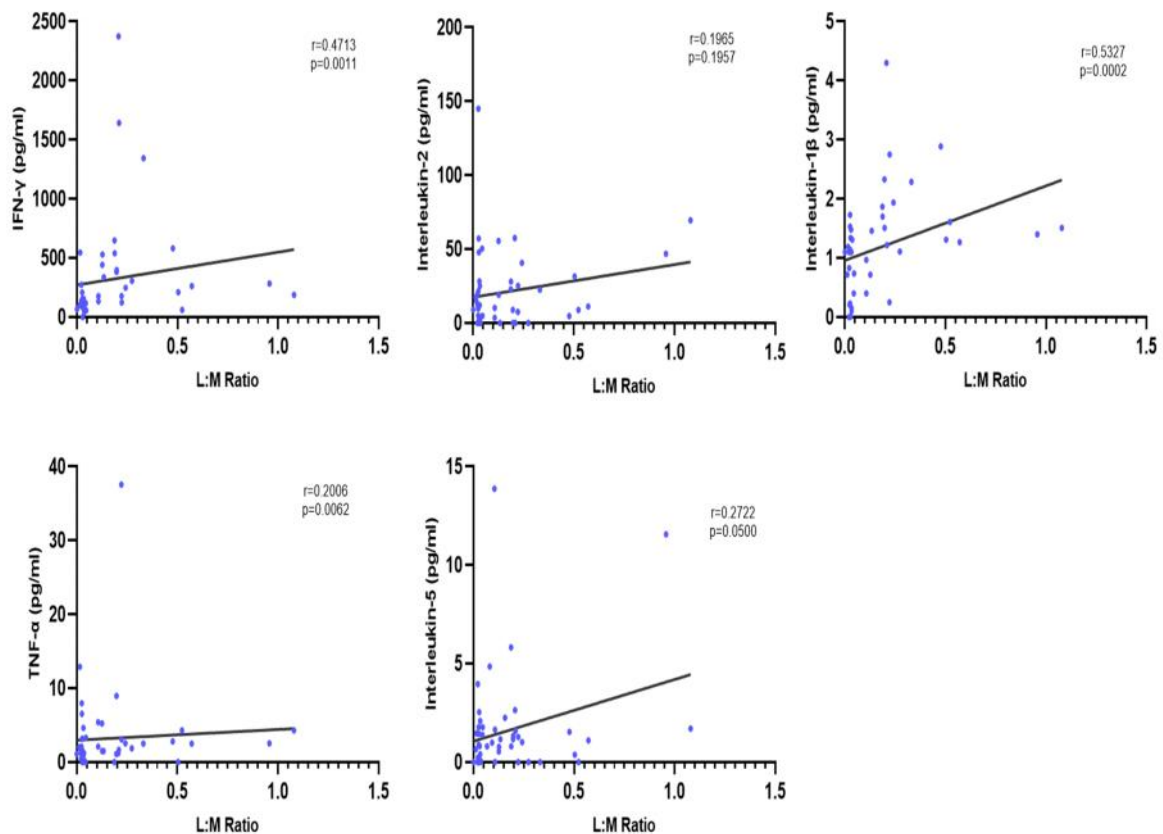 IFN-γ (pg/ml)
2500
2000
1500
1000
500
0
0.0 0.5 1.0 1.5
L:M Ratio
r=0.4713
p=0.0011
Interleukin-2 (pg/ml)
200
150
100
50
0
0.0 0.5 1.0 1.5
L:M Ratio
r=0.1965
p=0.1957
Interleukin-1β (pg/ml)
5
4
3
2
1
0
0.0 0.5 1.0 1.5
L:M Ratio
r=0.5327
p=0.0002
TNF-α (pg/ml)
40
30
20
10
0
0.0 0.5 1.0 1.5
L:M Ratio
r=0.2006
p=0.0062
Interleukin-5 (pg/ml)
15
10
5
0
0.0 0.5 1.0 1.5
L:M Ratio
r=0.2722
p=0.0500